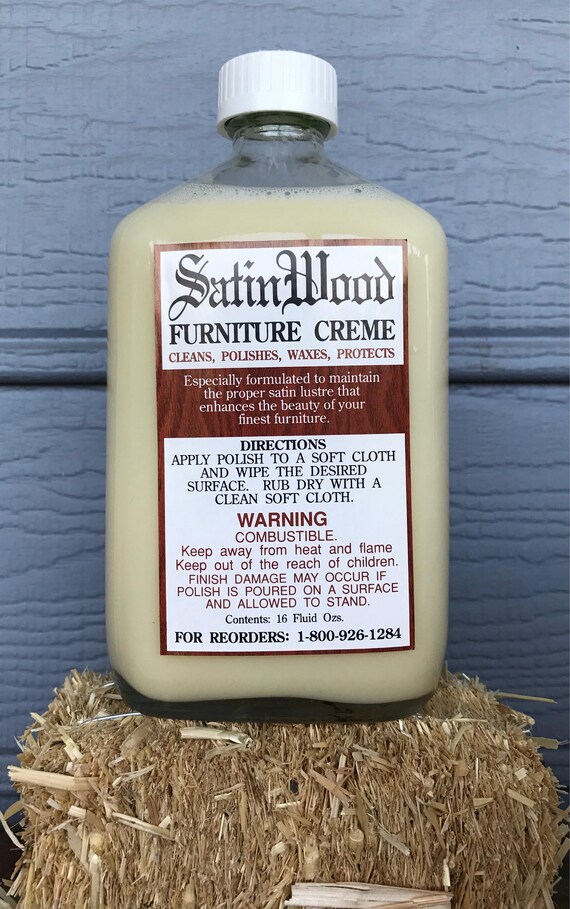 SatinWood
FURNITURE CREME
CLEANS, POLISHES, WAXES, PROTECTS
Especially formulated to maintain
the proper satin lustre that
enhances the beauty of your
finest furniture.
DIRECTIONS
APPLY POLISH TO A SOFT CLOTH
AND WIPE THE DESIRED
SURFACE. RUB DRY WITH A
CLEAN SOFT CLOTH.
WARNING
COMBUSTIBLE.
Keep away from heat and flame
Keep out of the reach of children.
FINISH DAMAGE MAY OCCUR IF
POLISH IS POURED ON A SURFACE
AND ALLOWED TO STAND.
Contents: 16 Fluid Ozs.
FOR REORDERS: 1-800-926-1284